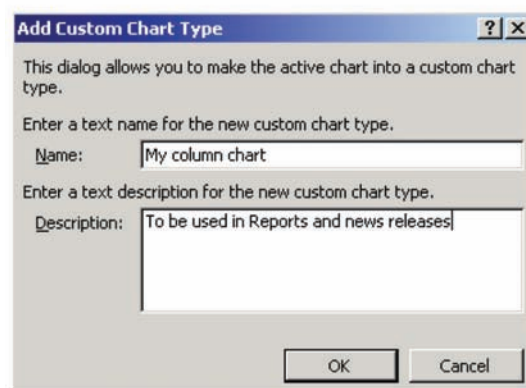 Add Custom Chart Type
This dialog allows you to make the active chart into a custom chart
type.
Enter a text name for the new custom chart type.
Name: My column chart
Enter a text description for the new custom chart type.
Description: To be used in Reports and news releases
OK Cancel